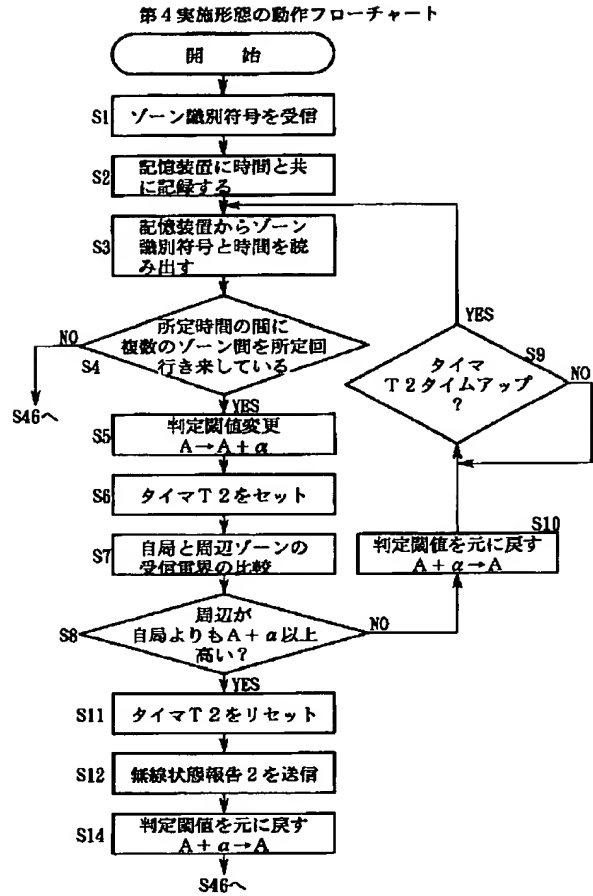 第４実施形態の動作フローチャート
開　始
S1
ゾーン識別符号を受信
S2
記憶装置に時間と共
に記録する
S3
記憶装置からゾーン
識別符号と時間を読
み出す
所定時間の間に
複数のゾーン間を所定回
行き来している
NO
S4
S46へ
YES
S5
判定閾値変更
A→A＋α
S6
タイマＴ２をセット
S7
自局と周辺ゾーンの
受信電界の比較
周辺が
自局よりもA＋α以上
高い？
S8
NO
YES
S11
タイマＴ２をリセット
S12
無線状態報告２を送信
S14
判定閾値を元に戻す
A＋α→A
S46へ
S10
判定閾値を元に戻す
A＋α→A
YES
S9
タイマ
Ｔ２タイムアップ
？
NO